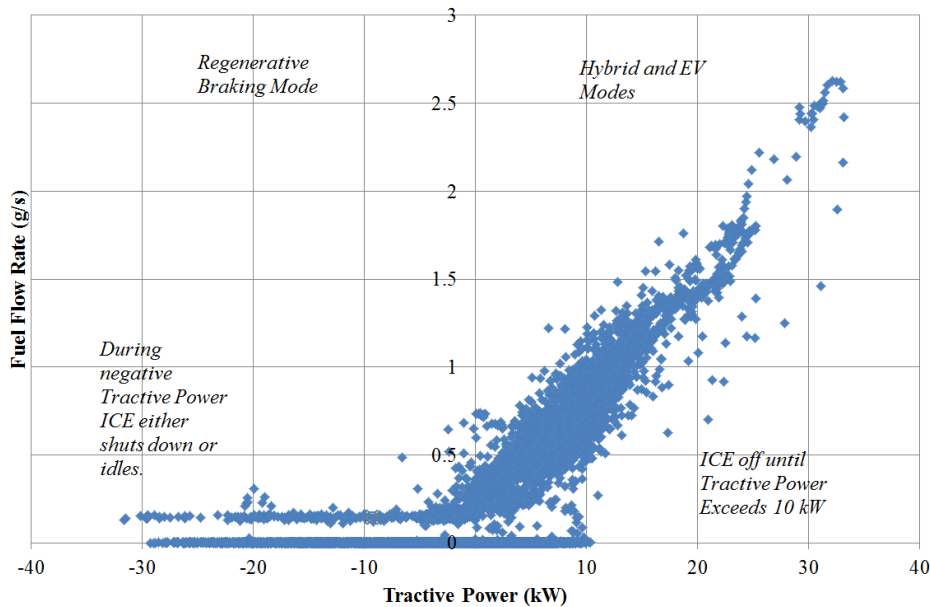 3
Regenerative
Braking Mode
Hybrid and EV
Modes
2.5
2
Fuel Flow Rate (g/s)
1.5
During
negative
Tractive Power
ICE either
shuts down or
idles.
1
0.5
ICE off until
Tractive Power
Exceeds 10 kW
0
-40 -30 -20 -10 0 10 20 30 40
Tractive Power (kW)